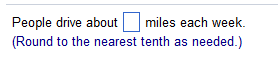 People drive about miles each week.
(Round to the nearest tenth as needed.)